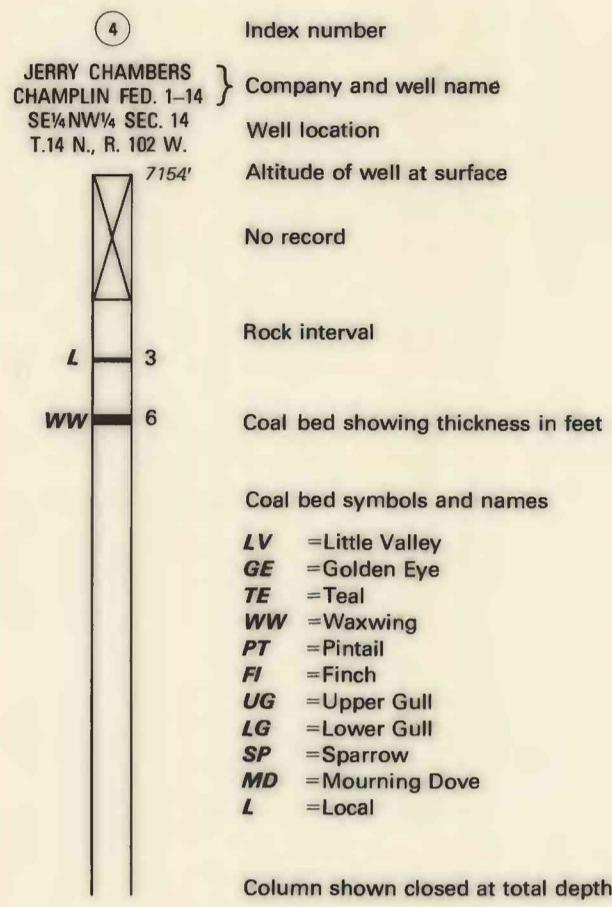 4 Index number
JERRY CHAMBERS
CHAMPLIN FED. 1–14 } Company and well name
SE¼NW¼ SEC. 14
T.14 N., R. 102 W. Well location
7154' Altitude of well at surface
No record
Rock interval
L 3
WW 6 Coal bed showing thickness in feet
Coal bed symbols and names
LV =Little Valley
GE =Golden Eye
TE =Teal
WW =Waxwing
PT =Pintail
FI =Finch
UG =Upper Gull
LG =Lower Gull
SP =Sparrow
MD =Mourning Dove
L =Local
Column shown closed at total depth